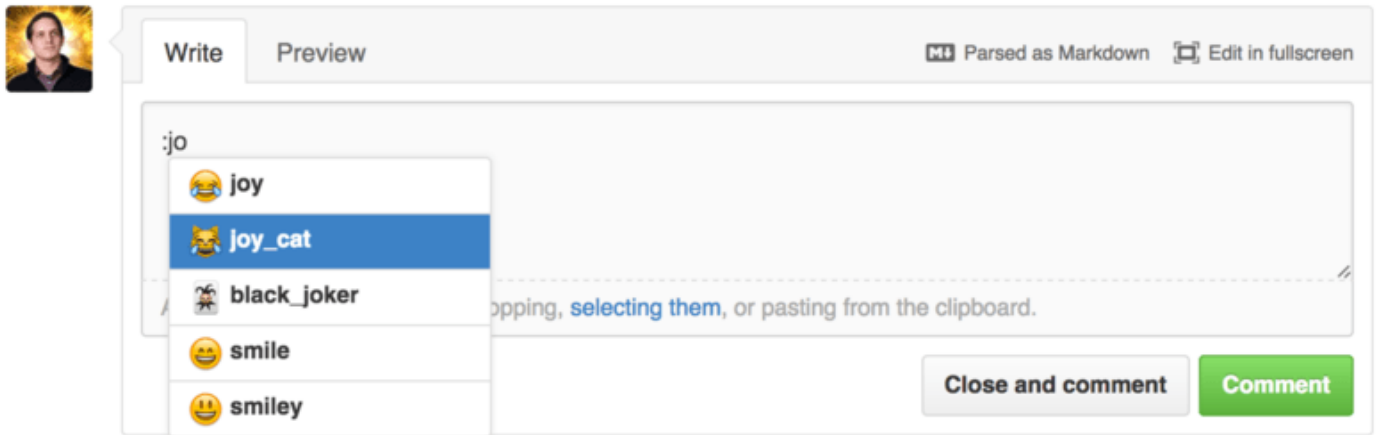 Write Preview Parsed as Markdown Edit in fullscreen
:jo
joy
joy_cat
black_joker
opping, selecting them, or pasting from the clipboard.
smile
Close and comment Comment
smiley